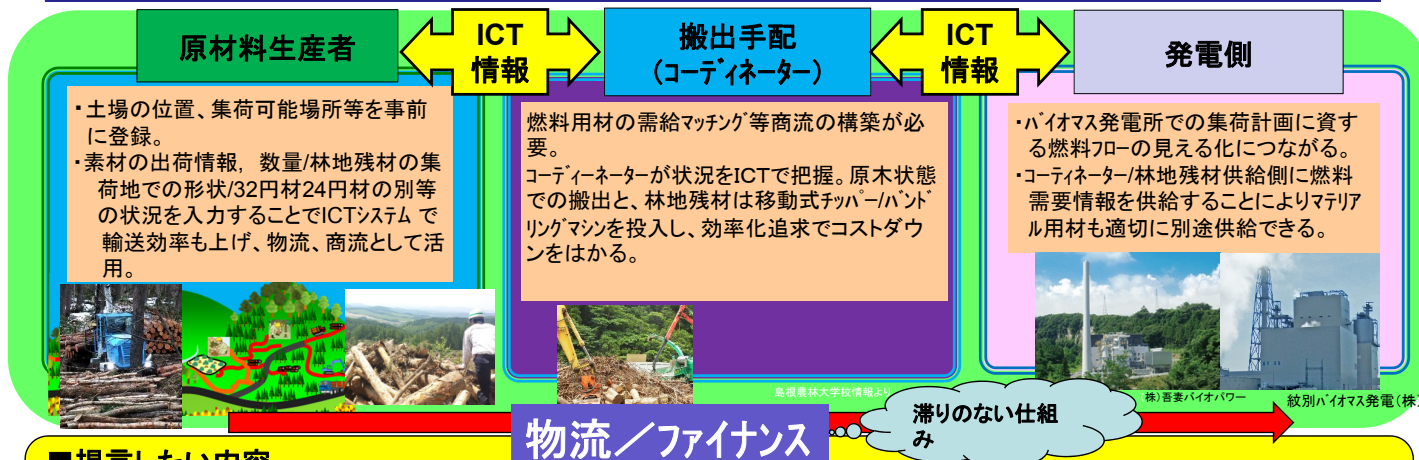 原材料生産者
ICT
情報
搬出手配
(コーディネーター)
ICT
情報
発電側
・土場の位置、集荷可能場所等を事前
に登録。
・素材の出荷情報, 数量/林地残材の集
荷地での形状/32円材24円材の別等
の状況を入力することでICTシステム で
輸送効率も上げ、物流、商流として活
用。
燃料用材の需給マッチング等商流の構築が必
要。
コーディーネーターが状況をICTで把握。原木状態
での搬出と、林地残材は移動式チッパー/バンド
リングマシンを投入し、効率化追求でコストダウ
ンをはかる。
・バイオマス発電所での集荷計画に資す
る燃料フローの見える化につながる。
・コーティネーター/林地残材供給側に燃料
需要情報を供給することによりマテリア
ル用材も適切に別途供給できる。
島根農林大学校情報より
(株)吾妻バイオパワー
紋別バイオマス発電(株)
滞りのない仕組
み
物流/ファイナンス
■提言したい内容